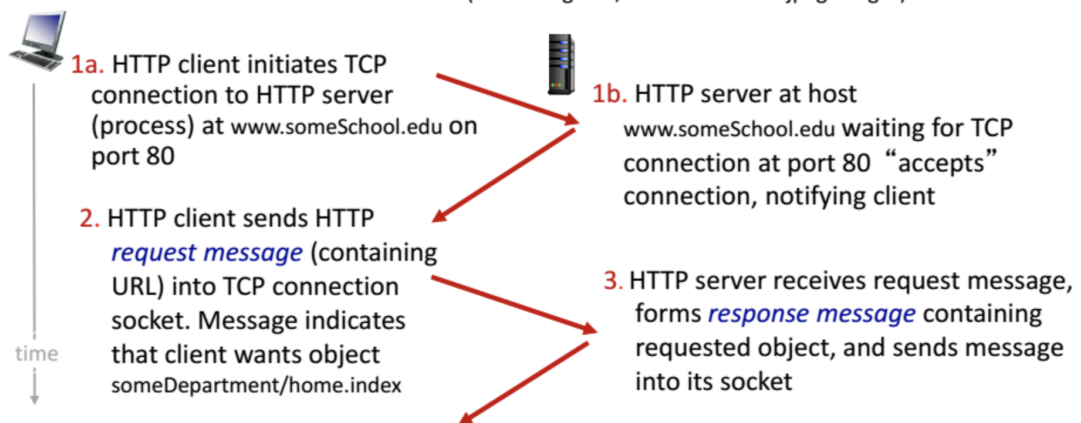 1a. HTTP client initiates TCP
connection to HTTP server
(process) at www.someSchool.edu on
port 80
1b. HTTP server at host
www.someSchool.edu waiting for TCP
connection at port 80 “accepts”
connection, notifying client
2. HTTP client sends HTTP
request message (containing
URL) into TCP connection
socket. Message indicates
that client wants object
someDepartment/home.index
3. HTTP server receives request message,
forms response message containing
requested object, and sends message
into its socket
time